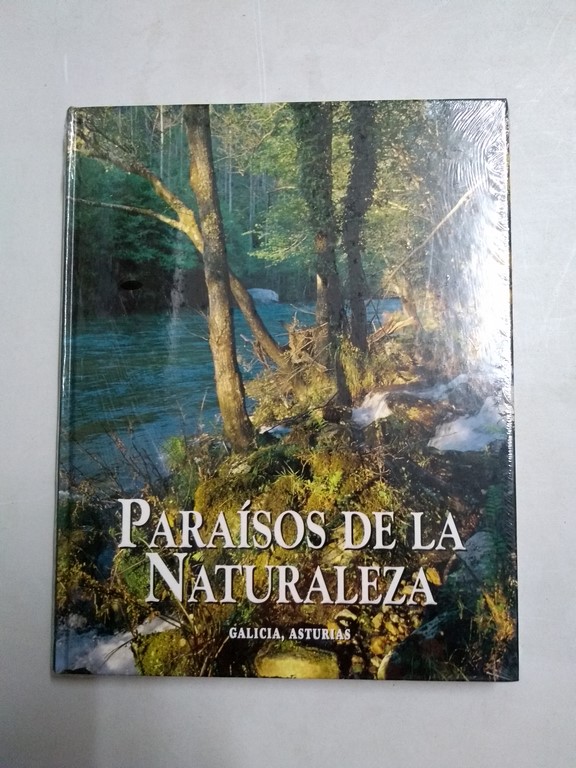 PARAÍSOS DE LA
NATURALEZA
GALICIA, ASTURIAS